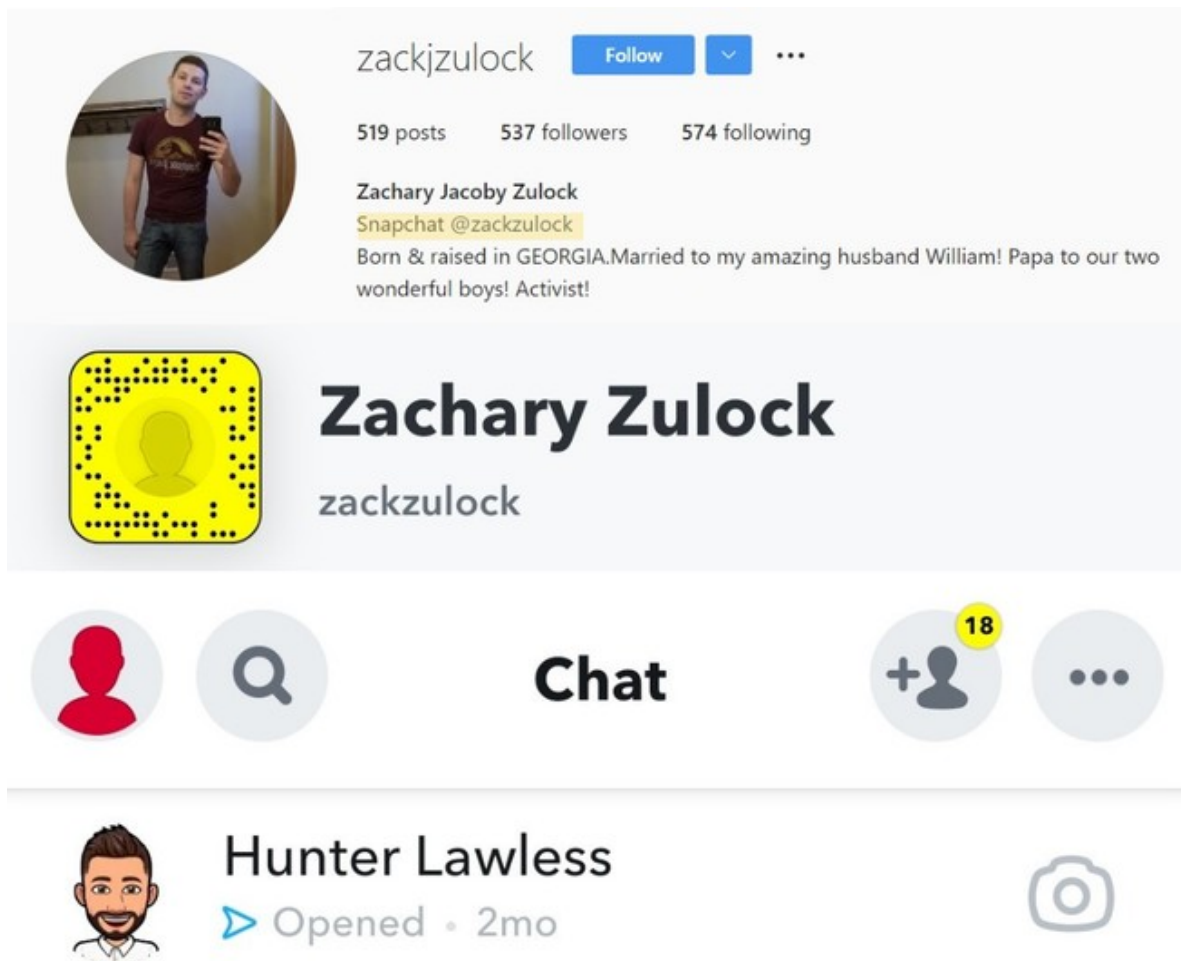 zackjzulock Follow
519 posts 537 followers 574 following
Zachary Jacoby Zulock
Snapchat @zackzulock
Born & raised in GEORGIA.Married to my amazing husband William! Papa to our two
wonderful boys! Activist!
Zachary Zulock
zackzulock
18
Chat
Hunter Lawless
Opened · 2mo